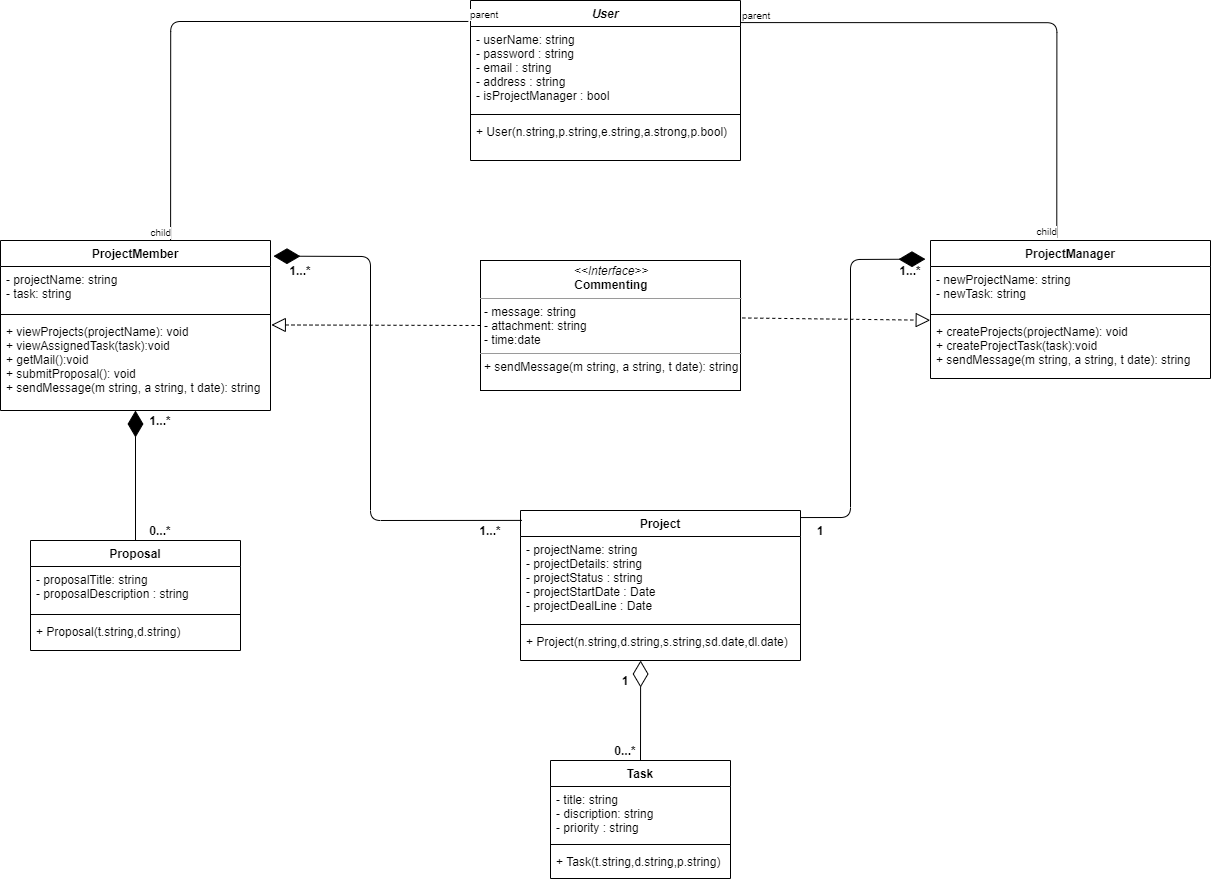 User
parent
parent
- userName: string
- password : string
- email : string
- address : string
- isProjectManager : bool
+ User(n.string,p.string,e.string,a.strong,p.bool)
child
child
ProjectMember
- projectName: string
- task: string
+ viewProjects(projectName): void
+ viewAssignedTask(task):void
+ getMail():void
+ submitProposal(): void
+ sendMessage(m string, a string, t date): string
1...*
<<Interface>>
Commenting
- message: string
- attachment: string
- time:date
+ sendMessage(m string, a string, t date): string
1...*
ProjectManager
- newProjectName: string
- newTask: string
+ createProjects(projectName): void
+ createProjectTask(task):void
+ sendMessage(m string, a string, t date): string
1...*
0...*
Proposal
- proposalTitle: string
- proposalDescription : string
+ Proposal(t.string,d.string)
1...*
1
Project
- projectName: string
- projectDetails: string
- projectStatus : string
- projectStartDate : Date
- projectDealLine : Date
+ Project(n.string,d.string,s.string,sd.date,dl.date)
1
0...*
Task
- title: string
- discription: string
- priority : string
+ Task(t.string,d.string,p.string)